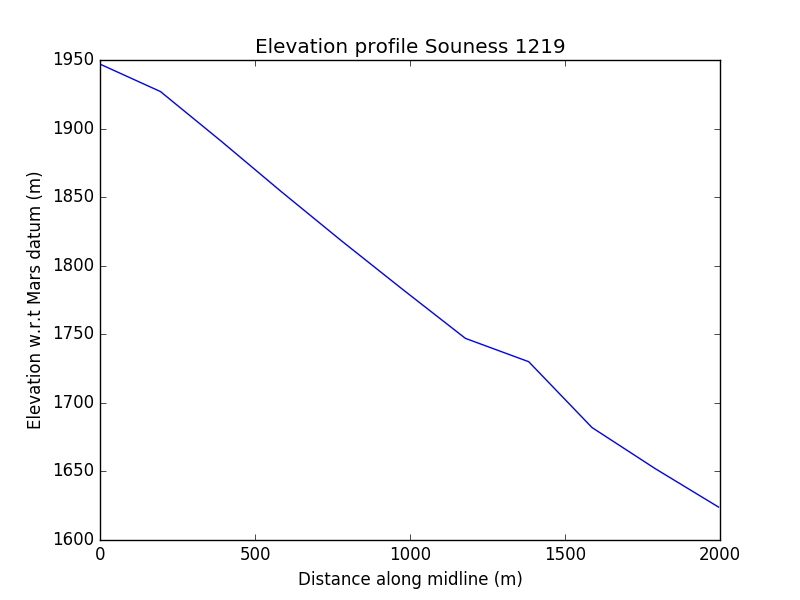 Elevation profile Souness 1219
1950
1900
1850
1800
1750
1700
1650
1600
Elevation w.r.t Mars datum (m)
0 500 1000 1500 2000
Distance along midline (m)